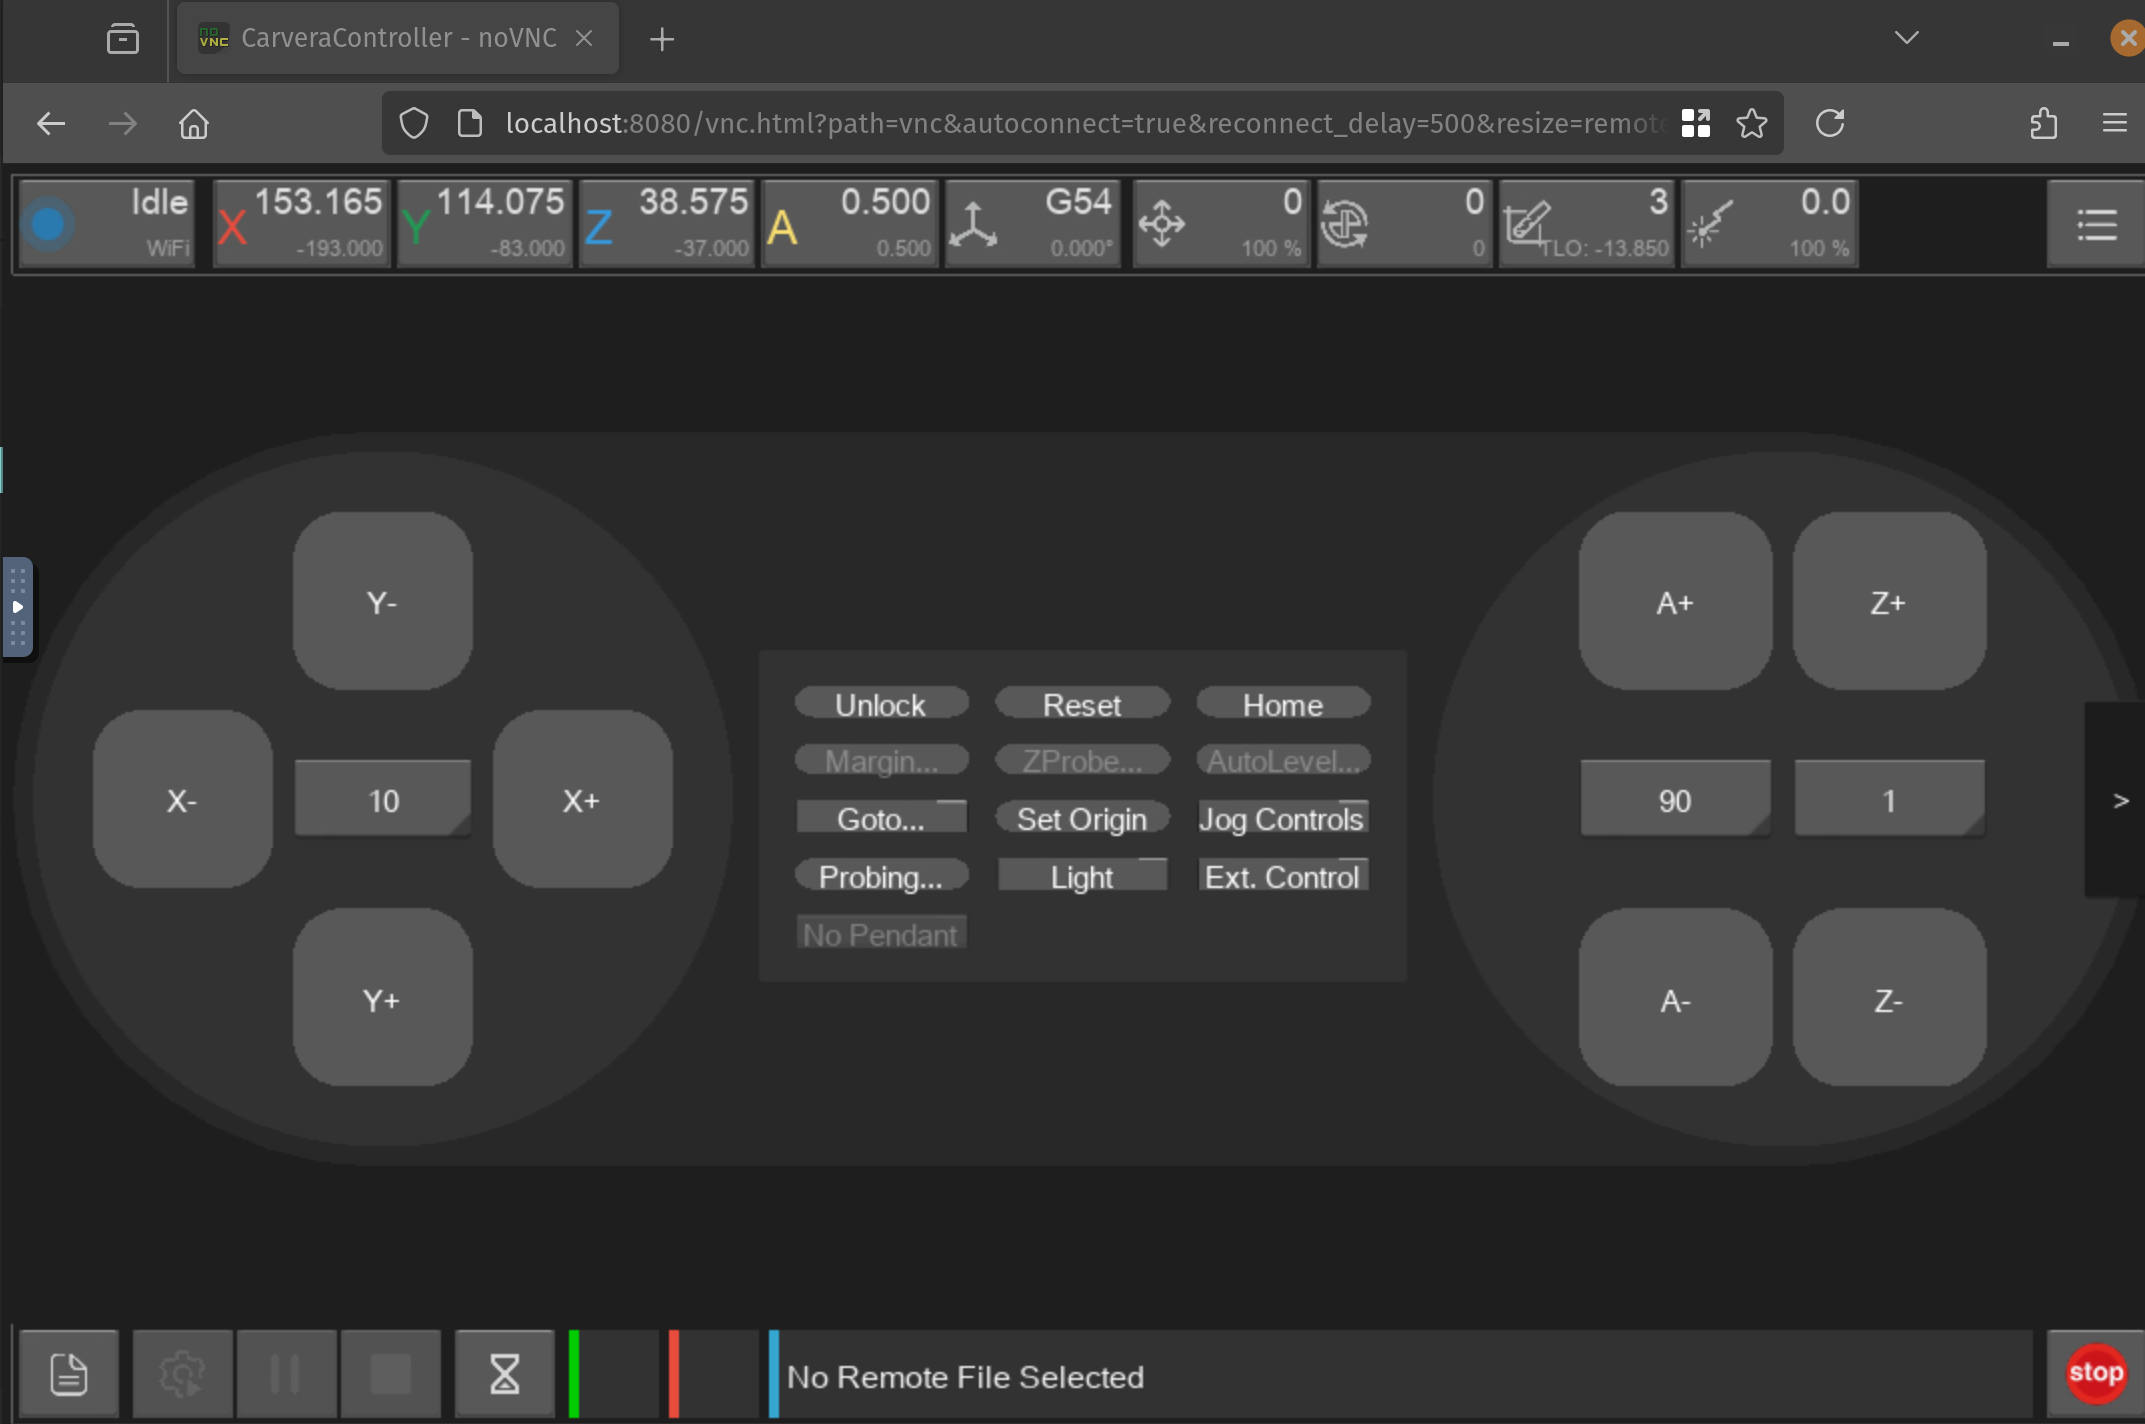 CarveraController - noVNC
localhost:8080/vnc.html?path=vnc&autoconnect=true&reconnect_delay=500&resize=remote
Idle
WiFi
X 153.165
-193.000
Y 114.075
-83.000
Z 38.575
-37.000
A 0.500
0.500
G54
0.000°
0
100 %
0
0
3
TLO: -13.850
0.0
100 %
Y-
X- 10 X+
Y+
Unlock Reset Home
Margin... ZProbe... AutoLevel...
Goto... Set Origin Jog Controls
Probing... Light Ext. Control
No Pendant
A+ Z+
90 1
A- Z-
>
No Remote File Selected
stop